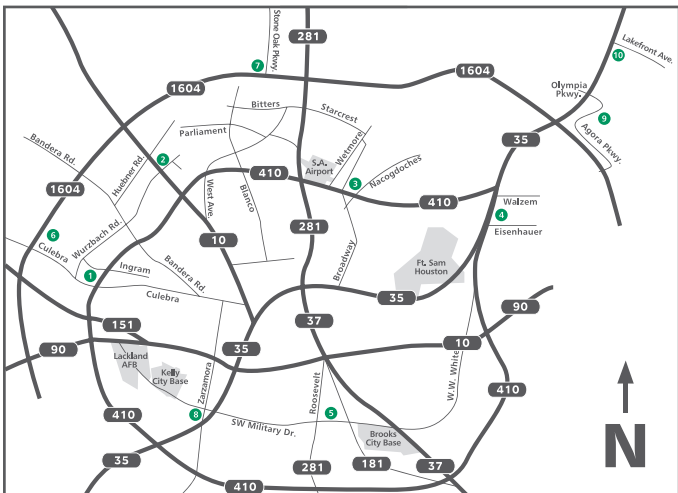 Stone Oak Pkwy.
281
10
Lakefront Ave.
7
1604
1604
1604
Olympia
Pkwy.
9
Agora Pkwy.
Bitters
Starcrest
Parliament
Wetmore
35
Bandera Rd.
Huebner Rd.
2
S.A.
Airport
Nacogdoches
410
3
1604
West Ave.
Blanco
410
Walzem
4
Eisenhauer
6
Culebra
Wurzbach Rd.
10
281
Broadway
Ft. Sam
Houston
1
Ingram
Bandera Rd.
Culebra
35
90
151
37
90
35
10
Lackland
AFB
Kelly
City Base
Zarzamora
Roosevelt
W.W. White
410
410
8
5
SW Military Dr.
Brooks
City Base
35
410
281
181
37
N